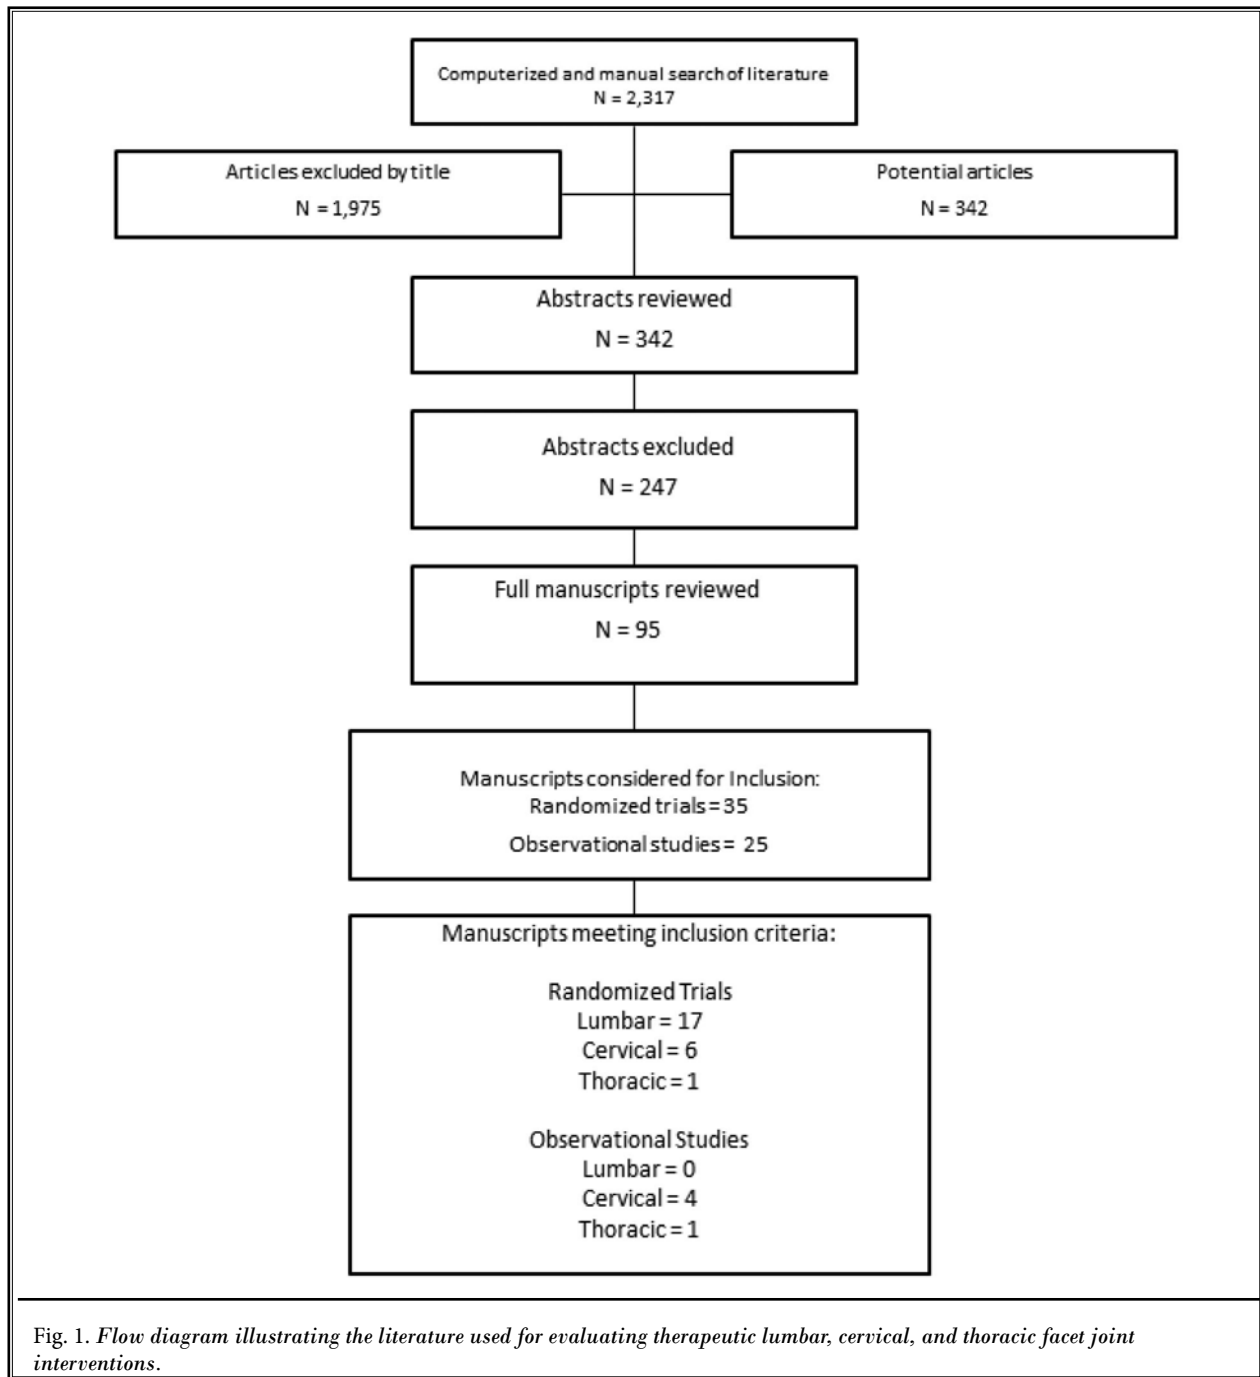 Computerized and manual search of literature
N = 2,317
Articles excluded by title
N = 1,975
Potential articles
N = 342
Abstracts reviewed
N = 342
Abstracts excluded
N = 247
Full manuscripts reviewed
N = 95
Manuscripts considered for Inclusion:
Randomized trials = 35
Observational studies = 25
Manuscripts meeting inclusion criteria:
Randomized Trials
Lumbar = 17
Cervical = 6
Thoracic = 1
Observational Studies
Lumbar = 0
Cervical = 4
Thoracic = 1
Fig. 1. Flow diagram illustrating the literature used for evaluating therapeutic lumbar, cervical, and thoracic facet joint
interventions.